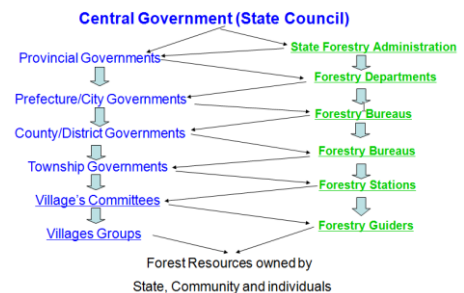 Central Government (State Council)
State Forestry Administration
Provincial Governments
Forestry Departments
Prefecture/City Governments
Forestry Bureaus
County/District Governments
Forestry Bureaus
Township Governments
Forestry Stations
Village's Committees
Forestry Guiders
Villages Groups
Forest Resources owned by
State, Community and individuals